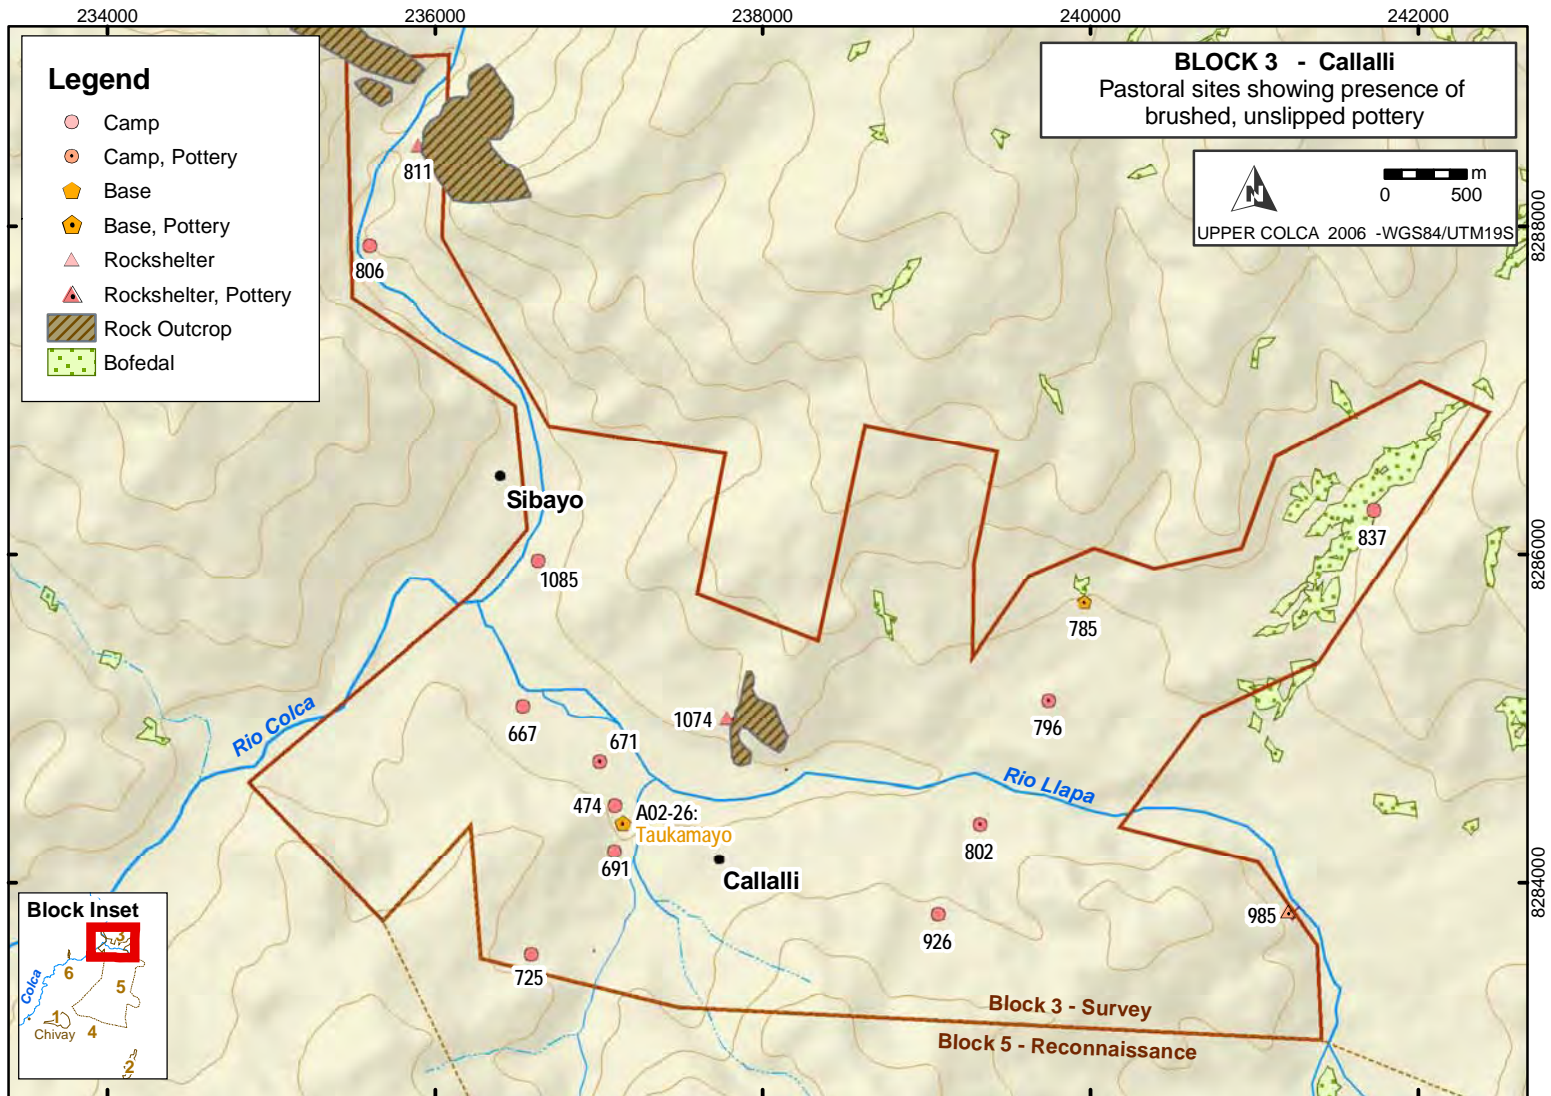 234000
236000
238000
240000
242000
Legend
Camp
Camp, Pottery
Base
Base, Pottery
Rockshelter
Rockshelter, Pottery
Rock Outcrop
Bofedal
BLOCK 3 - Callalli
Pastoral sites showing presence of
brushed, unslipped pottery
N
m
0 500
UPPER COLCA 2006 -WGS84/UTM19S
8288000
8286000
8284000
811
806
Sibayo
1085
837
785
Rio Colca
667
671
1074
796
Rio Llapa
474
A02-26:
Taukamayo
691
802
Callalli
926
985
725
Block 3 - Survey
Block 5 - Reconnaissance
Block Inset
3
6
5
Colca
1
4
Chivay
2